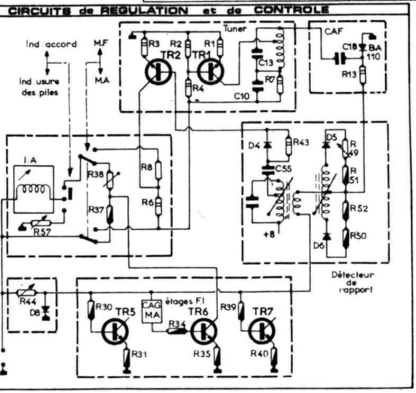 CIRCUITS de REGULATION et de CONTROLE
Tuner
CAF
R3
R2
R1
TR2
TR1
C13
R7
R4
C10
C18
BA
110
R13
Ind accord
M.F
Ind usure
des piles
M.A
I.A
R38
R8
R37
R6
R57
D4
R43
D5
R
49
C55
R
51
R52
+8
D6
R50
Détecteur
de
rapport
R44
D8
R30
TR5
R31
CAG
MA
étages FI
R34
TR6
R35
R39
TR7
R40